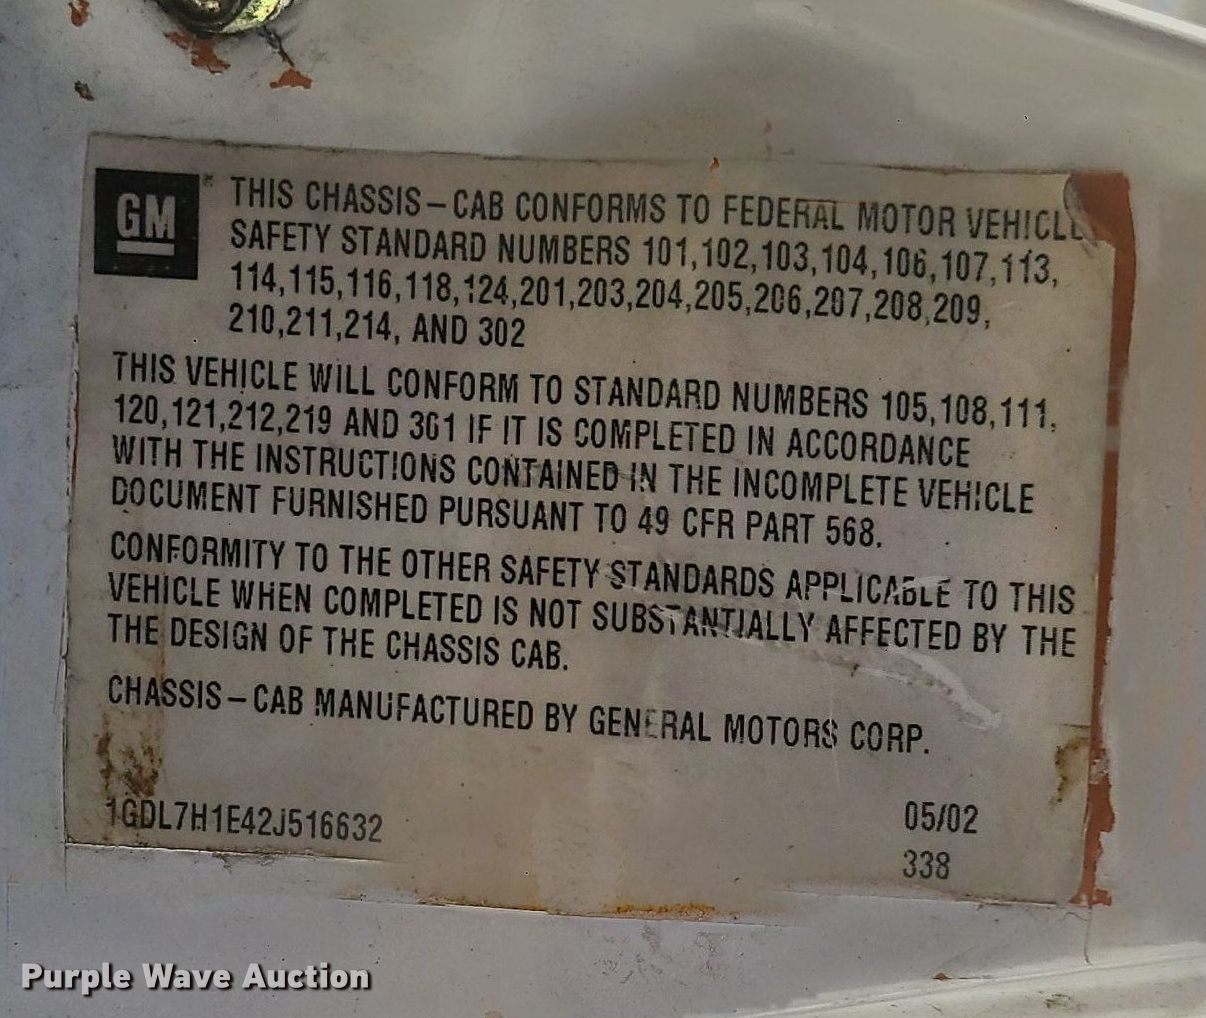 GM
THIS CHASSIS-CAB CONFORMS TO FEDERAL MOTOR VEHICLE
SAFETY STANDARD NUMBERS 101,102,103,104,106,107,113,
114,115,116,118,124,201,203,204,205,206,207,208,209,
210,211,214, AND 302
THIS VEHICLE WILL CONFORM TO STANDARD NUMBERS 105,108,111,
120,121,212,219 AND 301 IF IT IS COMPLETED IN ACCORDANCE
WITH THE INSTRUCTIONS CONTAINED IN THE INCOMPLETE VEHICLE
DOCUMENT FURNISHED PURSUANT TO 49 CFR PART 568.
CONFORMITY TO THE OTHER SAFETY STANDARDS APPLICABLE TO THIS
VEHICLE WHEN COMPLETED IS NOT SUBSTANTIALLY AFFECTED BY THE
THE DESIGN OF THE CHASSIS CAB.
CHASSIS-CAB MANUFACTURED BY GENERAL MOTORS CORP.
1GDL7H1E42J516632 05/02
338
Purple Wave Auction